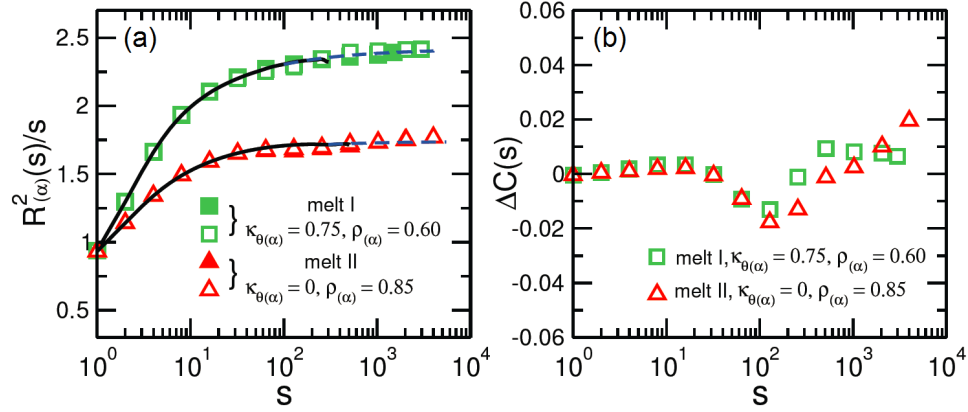 (a)
2.5
2
1.5
1
0.5
R²₍α₎(s)/s
melt I
} κθ(α) = 0.75, ρ(α) = 0.60
melt II
} κθ(α) = 0, ρ(α) = 0.85
10⁰ 10¹ 10² 10³ 10⁴
s
(b)
0.06
0.04
0.02
0
-0.02
-0.04
-0.06
ΔC(s)
melt I, κθ(α) = 0.75, ρ(α) = 0.60
melt II, κθ(α) = 0, ρ(α) = 0.85
10⁰ 10¹ 10² 10³ 10⁴
s